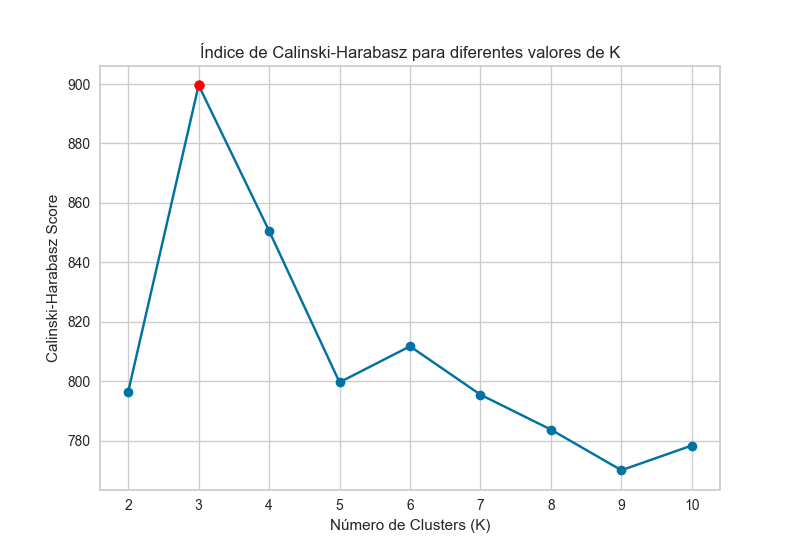 Índice de Calinski-Harabasz para diferentes valores de K
Calinski-Harabasz Score
900
880
860
840
820
800
780
2 3 4 5 6 7 8 9 10
Número de Clusters (K)